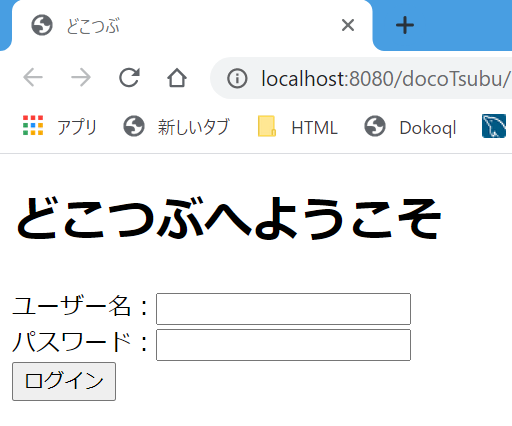 どこつぶ
localhost:8080/docoTsubu/
アプリ 新しいタブ HTML Dokoql
どこつぶへようこそ
ユーザー名：
パスワード：
ログイン